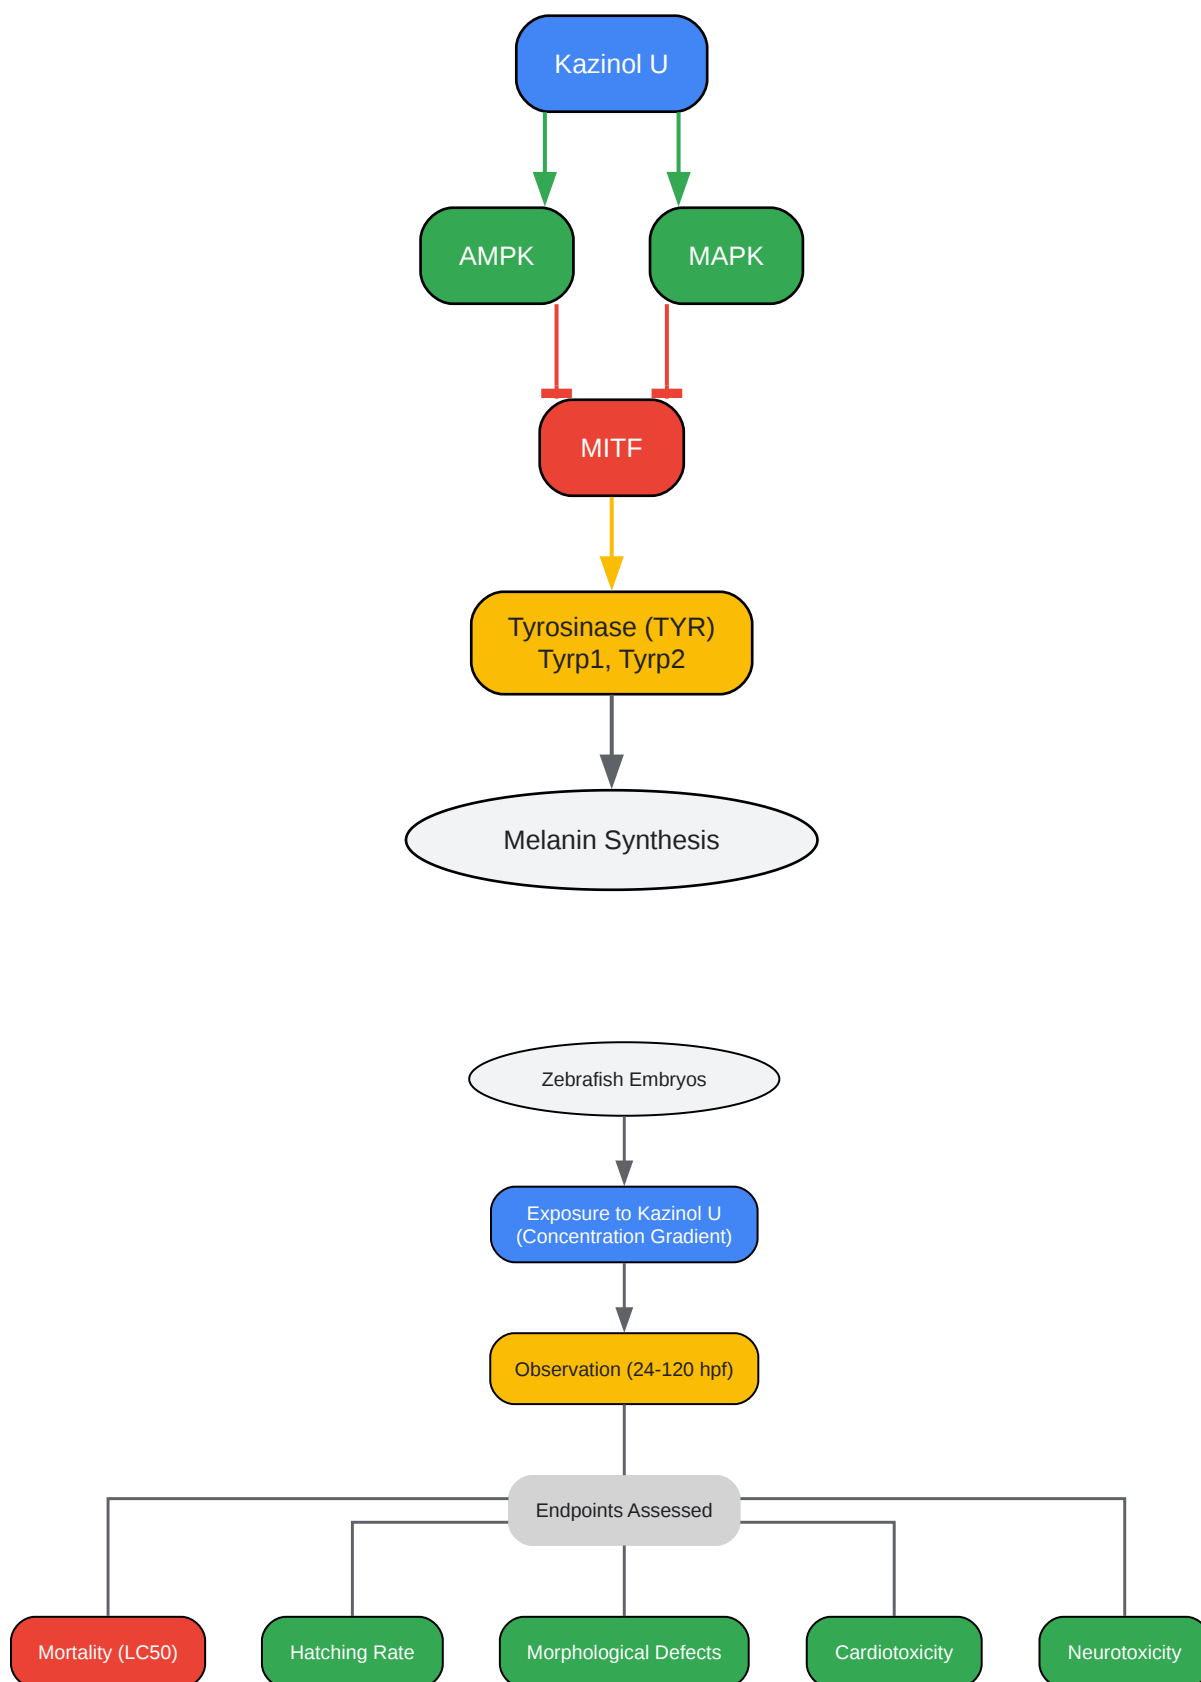 Kazinol U
AMPK
MAPK
MITF
Tyrosinase (TYR)
Tyrp1, Tyrp2
Melanin Synthesis
Zebrafish Embryos
Exposure to Kazinol U
(Concentration Gradient)
Observation (24-120 hpf)
Endpoints Assessed
Mortality (LC50)
Hatching Rate
Morphological Defects
Cardiotoxicity
Neurotoxicity